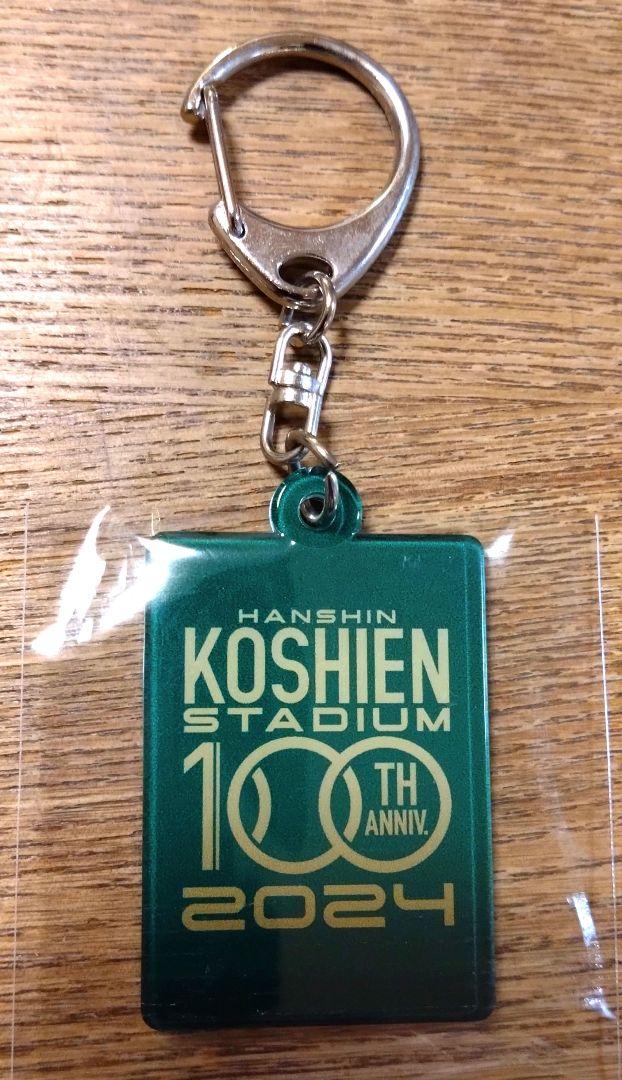 HANSHIN
KOSHIEN
STADIUM
100TH
ANNIV.
2024